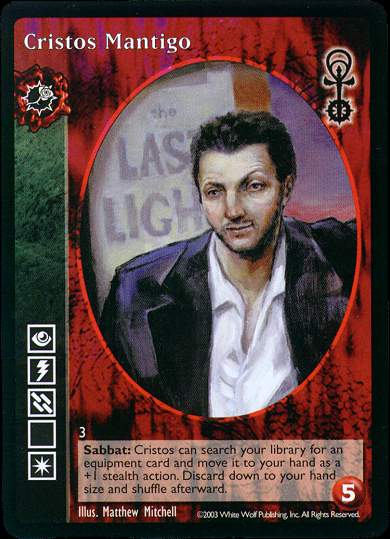 Cristos Mantigo
the
LAST
LIGH
3
Sabbat: Cristos can search your library for an
equipment card and move it to your hand as a
+1 stealth action. Discard down to your hand
size and shuffle afterward.
5
Illus. Matthew Mitchell
©2003 White Wolf Publishing, Inc. All Rights Reserved.